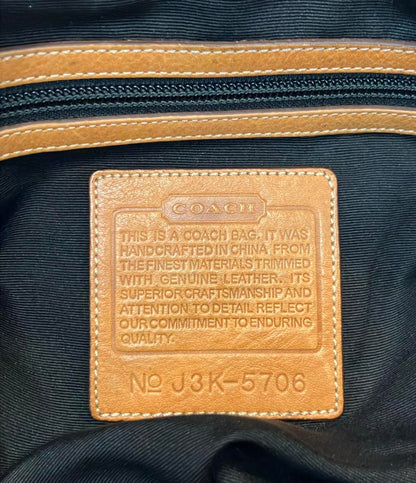 COACH
THIS IS A COACH BAG. IT WAS
HANDCRAFTED IN CHINA FROM
THE FINEST MATERIALS TRIMMED
WITH GENUINE LEATHER. ITS
SUPERIOR CRAFTSMANSHIP AND
ATTENTION TO DETAIL REFLECT
OUR COMMITMENT TO ENDURING
QUALITY.
No J3K-5706